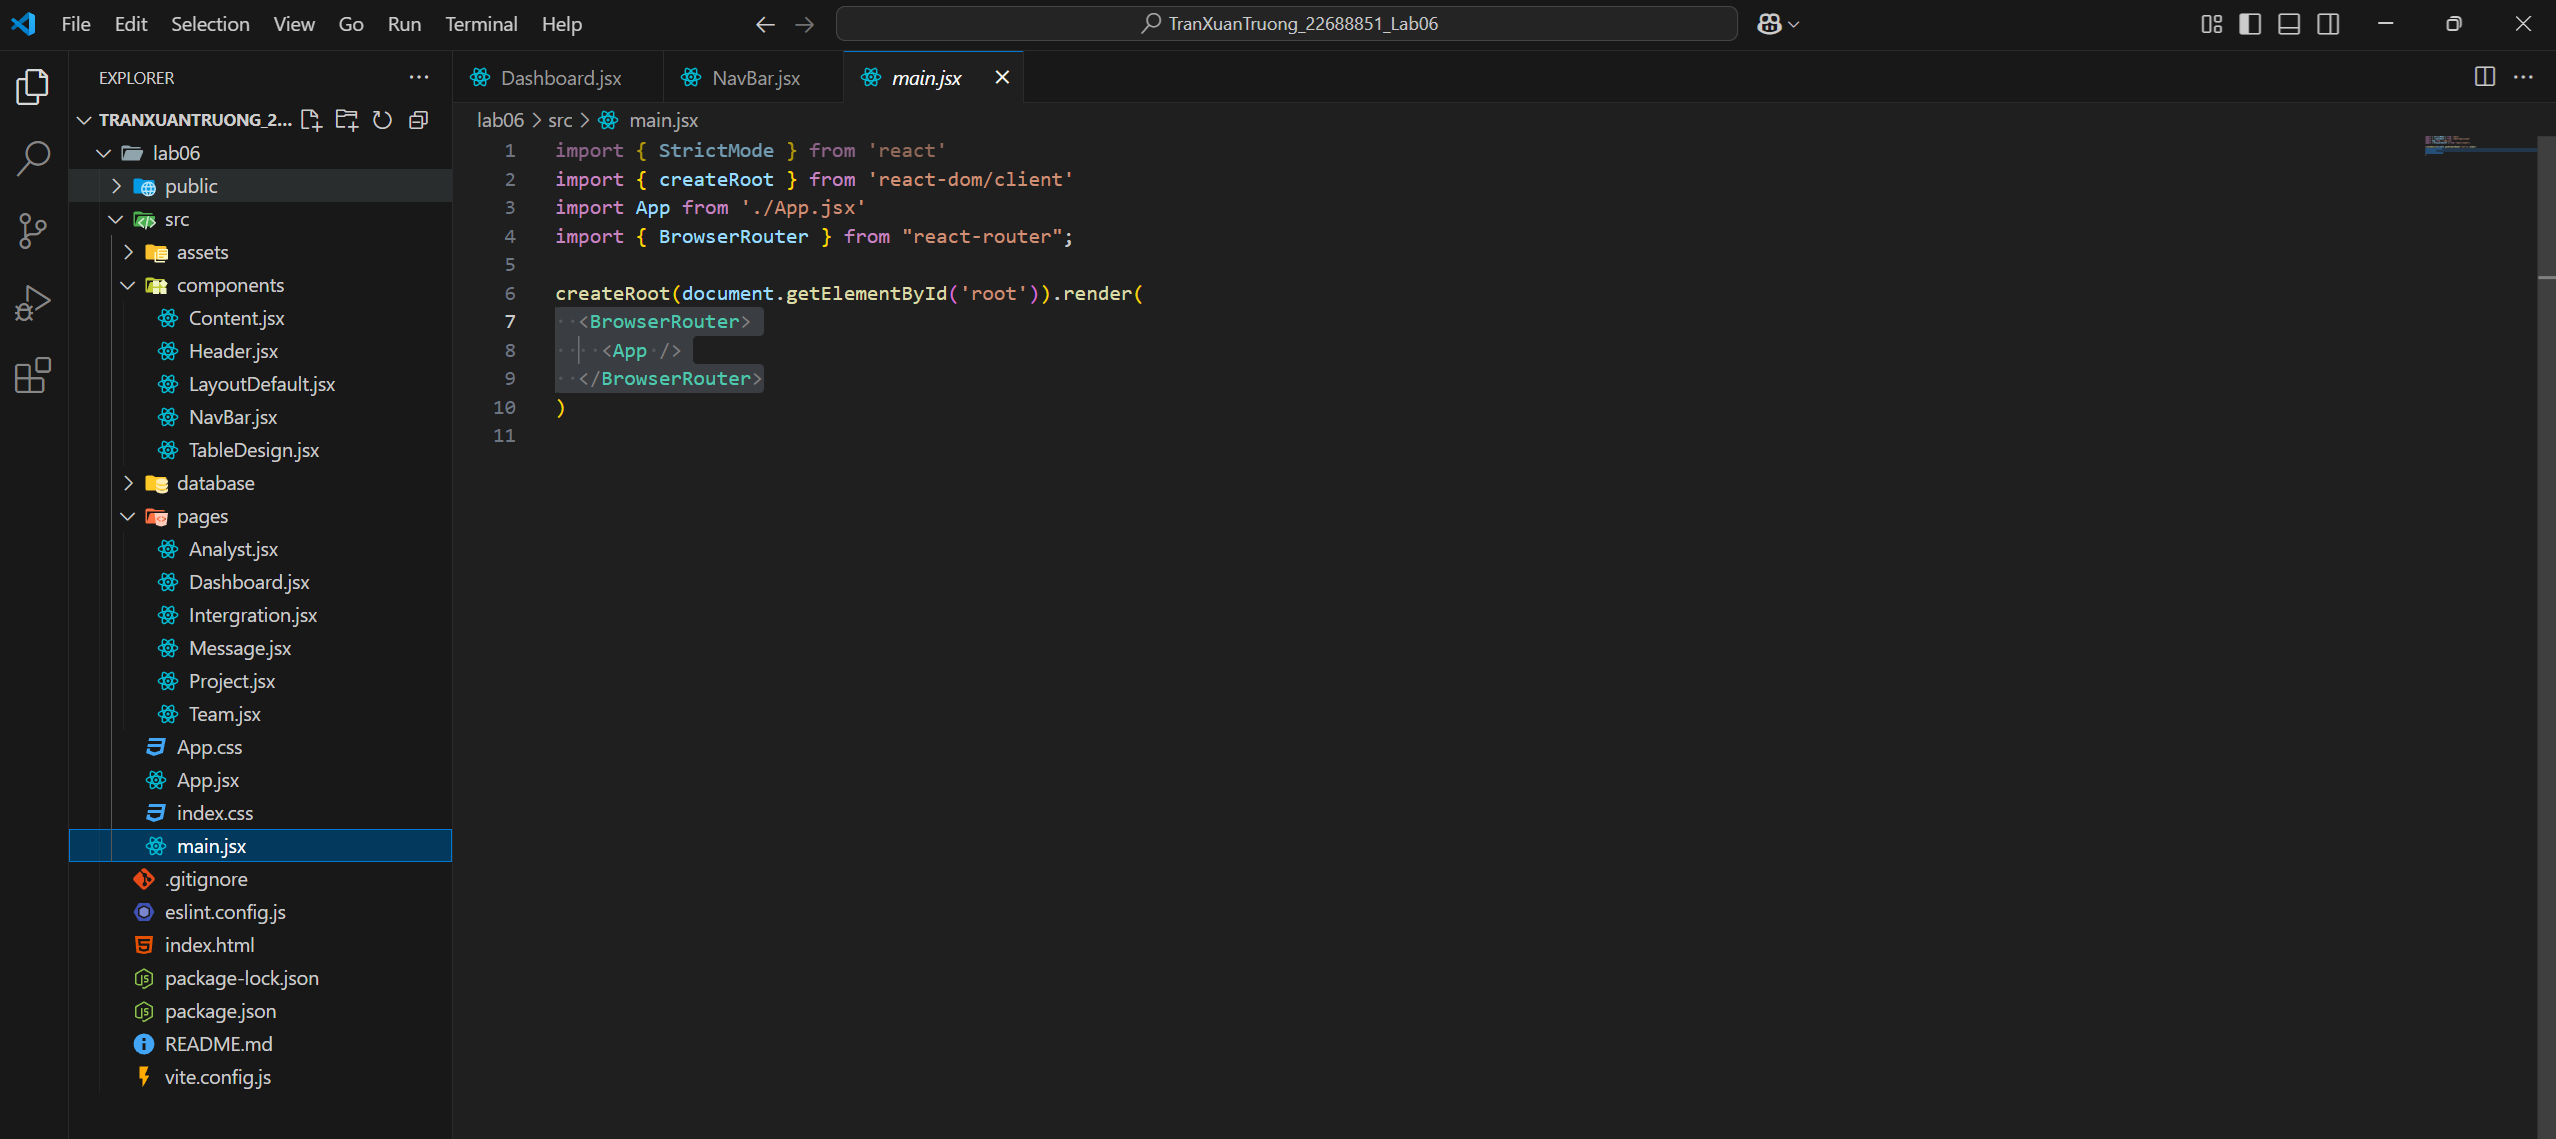 File Edit Selection View Go Run Terminal Help
TranXuanTruong_22688851_Lab06
EXPLORER
TRANXUANTRUONG_2...
lab06
public
src
assets
components
Content.jsx
Header.jsx
LayoutDefault.jsx
NavBar.jsx
TableDesign.jsx
database
pages
Analyst.jsx
Dashboard.jsx
Intergration.jsx
Message.jsx
Project.jsx
Team.jsx
App.css
App.jsx
index.css
main.jsx
.gitignore
eslint.config.js
index.html
package-lock.json
package.json
README.md
vite.config.js
Dashboard.jsx NavBar.jsx main.jsx
lab06 > src > main.jsx
1 import { StrictMode } from 'react'
2 import { createRoot } from 'react-dom/client'
3 import App from './App.jsx'
4 import { BrowserRouter } from "react-router";
5
6 createRoot(document.getElementById('root')).render(
7 <BrowserRouter>
8 <App />
9 </BrowserRouter>
10 )
11